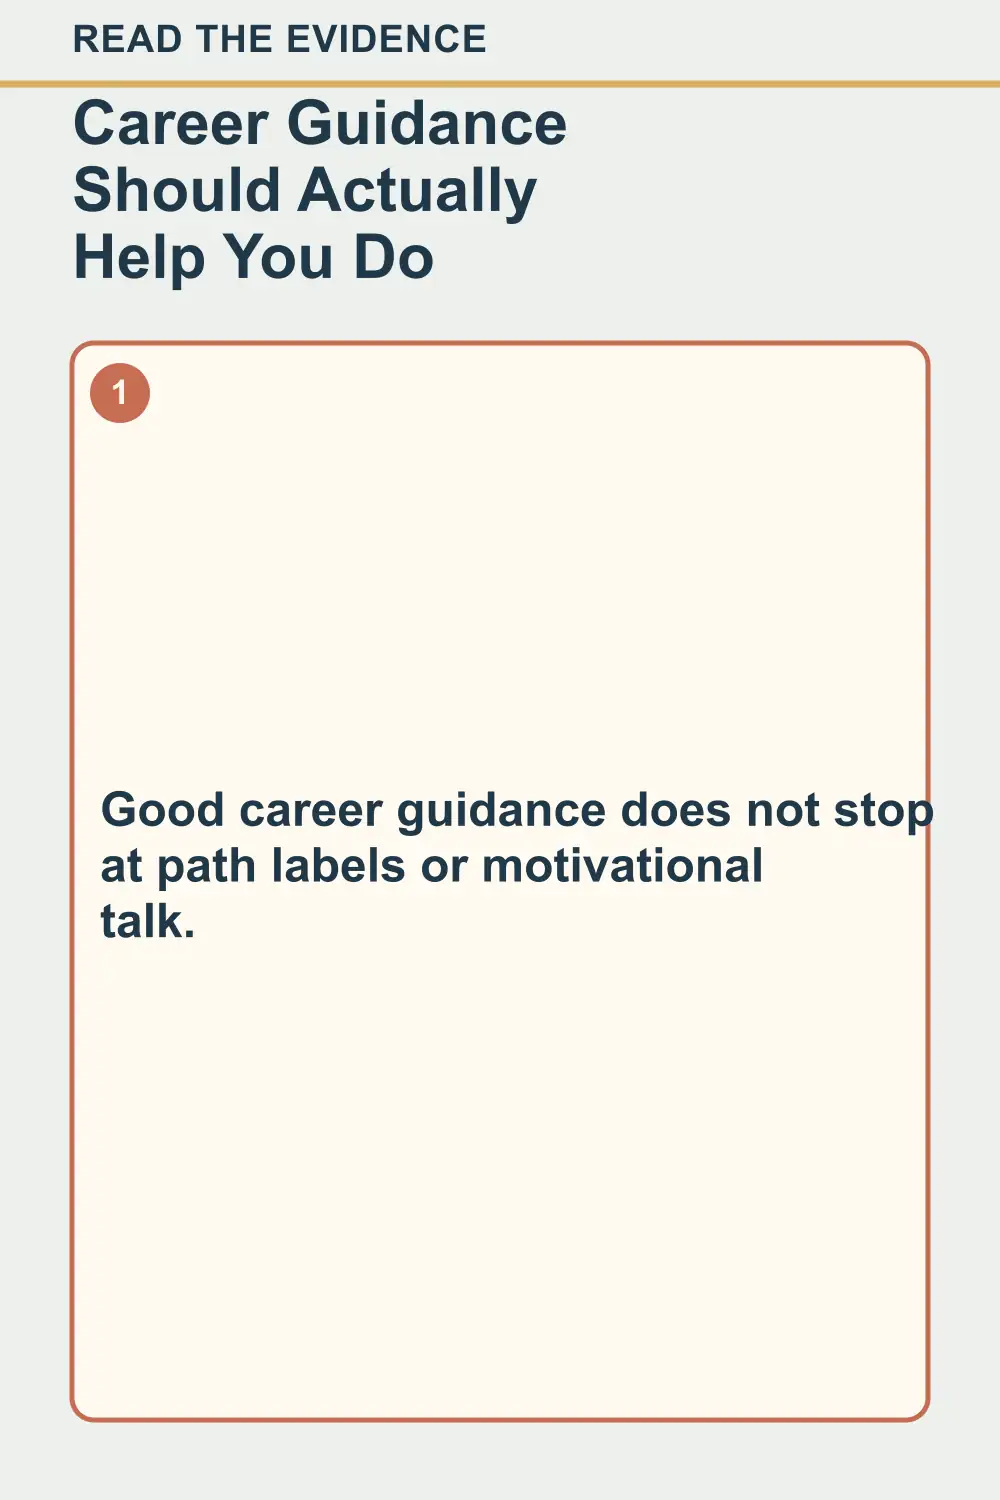 READ THE EVIDENCE
Career Guidance
Should Actually
Help You Do
1
Good career guidance does not stop
at path labels or motivational
talk.